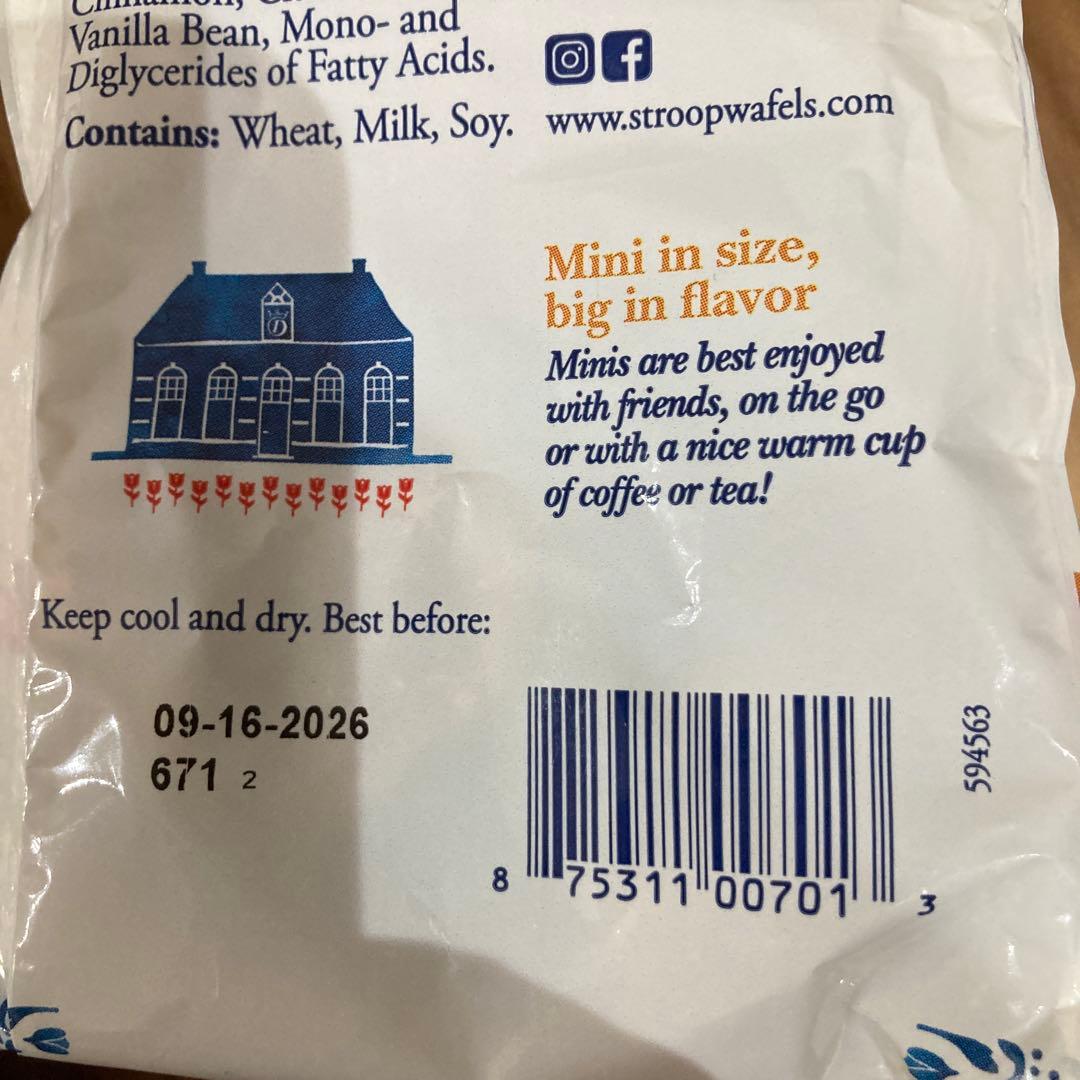 Cinnamon,
Vanilla Bean, Mono- and
Diglycerides of Fatty Acids.
Contains: Wheat, Milk, Soy.
www.stroopwafels.com
D
Mini in size,
big in flavor
Minis are best enjoyed
with friends, on the go
or with a nice warm cup
of coffee or tea!
Keep cool and dry. Best before:
09-16-2026
671 2
8 75311 00701 3
594563